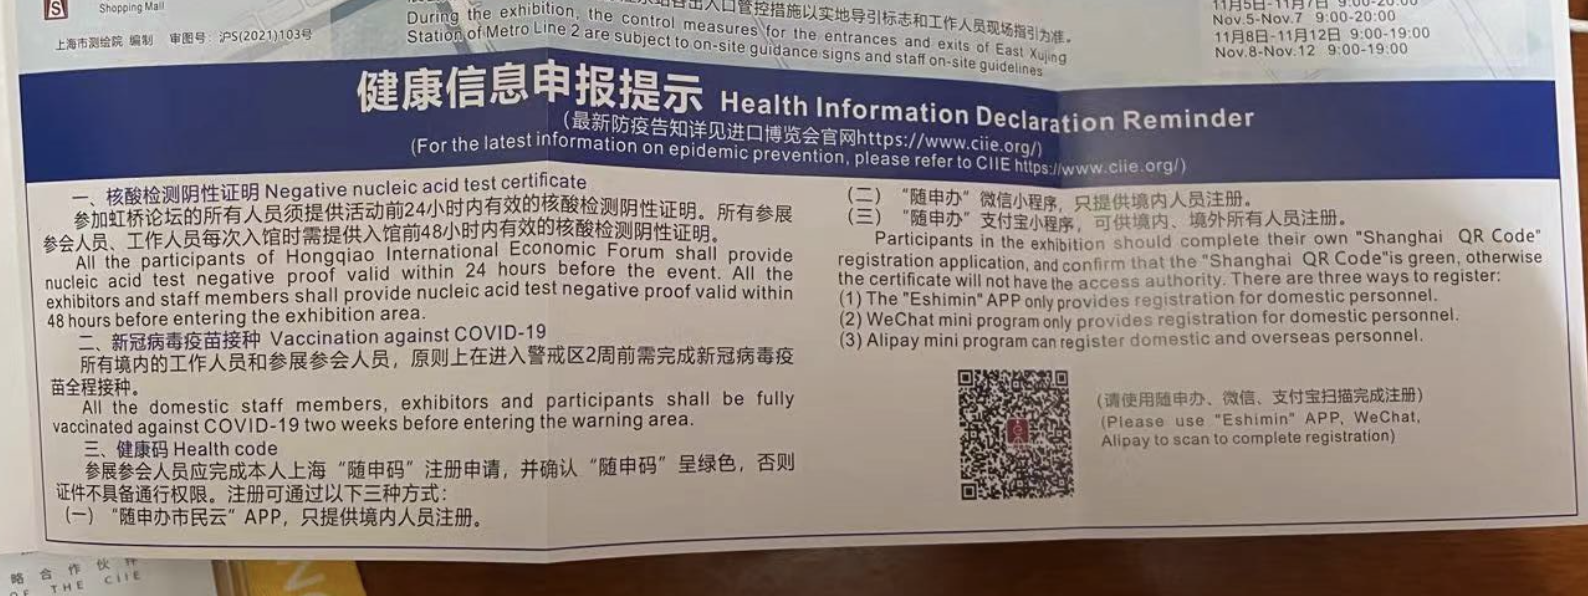 Shopping Mall
上海市测绘院 编制 审图号：沪S(2021)103号
出入口管控措施以实地导引标志和工作人员现场指引为准。
During the exhibition, the control measures for the entrances and exits of East Xujing
Station of Metro Line 2 are subject to on-site guidance signs and staff on-site guidelines
11月5日-11月7日 9:00-20:00
Nov.5-Nov.7 9:00-20:00
11月8日-11月12日 9:00-19:00
Nov.8-Nov.12 9:00-19:00
健康信息申报提示 Health Information Declaration Reminder
（最新防疫告知详见进口博览会官网https://www.ciie.org/)
(For the latest information on epidemic prevention, please refer to CIIE https://www.ciie.org/)
一、核酸检测阴性证明 Negative nucleic acid test certificate
参加虹桥论坛的所有人员须提供活动前24小时内有效的核酸检测阴性证明。所有参展
参会人员、工作人员每次入馆时需提供入馆前48小时内有效的核酸检测阴性证明。
All the participants of Hongqiao International Economic Forum shall provide
nucleic acid test negative proof valid within 24 hours before the event. All the
exhibitors and staff members shall provide nucleic acid test negative proof valid within
48 hours before entering the exhibition area.
二、新冠病毒疫苗接种 Vaccination against COVID-19
所有境内的工作人员和参展参会人员，原则上在进入警戒区2周前需完成新冠病毒疫
苗全程接种。
All the domestic staff members, exhibitors and participants shall be fully
vaccinated against COVID-19 two weeks before entering the warning area.
三、健康码 Health code
参展参会人员应完成本人上海“随申码”注册申请，并确认“随申码”呈绿色，否则
证件不具备通行权限。注册可通过以下三种方式：
（一）“随申办市民云”APP，只提供境内人员注册。
（二）“随申办”微信小程序，只提供境内人员注册。
（三）“随申办”支付宝小程序，可供境内、境外所有人员注册。
Participants in the exhibition should complete their own "Shanghai QR Code"
registration application, and confirm that the "Shanghai QR Code"is green, otherwise
the certificate will not have the access authority. There are three ways to register:
(1) The "Eshimin" APP only provides registration for domestic personnel.
(2) WeChat mini program only provides registration for domestic personnel.
(3) Alipay mini program can register domestic and overseas personnel.
（请使用随申办、微信、支付宝扫描完成注册）
(Please use "Eshimin" APP, WeChat,
Alipay to scan to complete registration)
略合作伙伴
OF THE CIIE